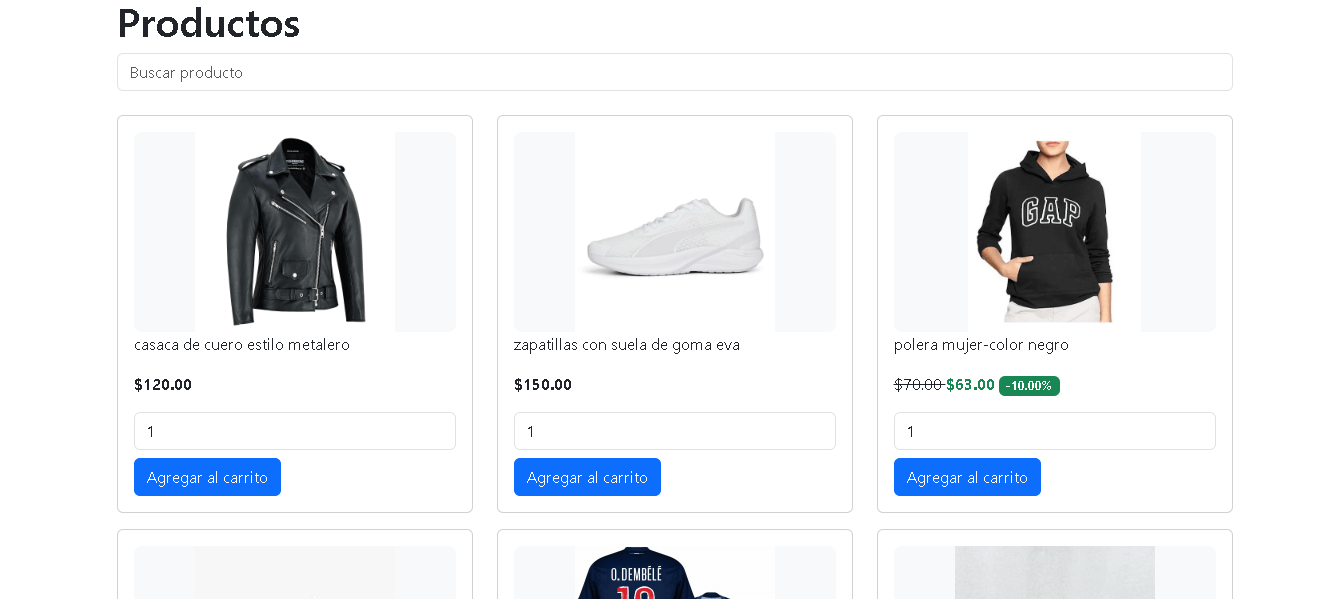 Productos
Buscar producto
casaca de cuero estilo metalero
$120.00
1
Agregar al carrito
zapatillas con suela de goma eva
$150.00
1
Agregar al carrito
GAP
polera mujer-color negro
$70.00 $63.00 -10.00%
1
Agregar al carrito
O.DEMBÉLÉ
10